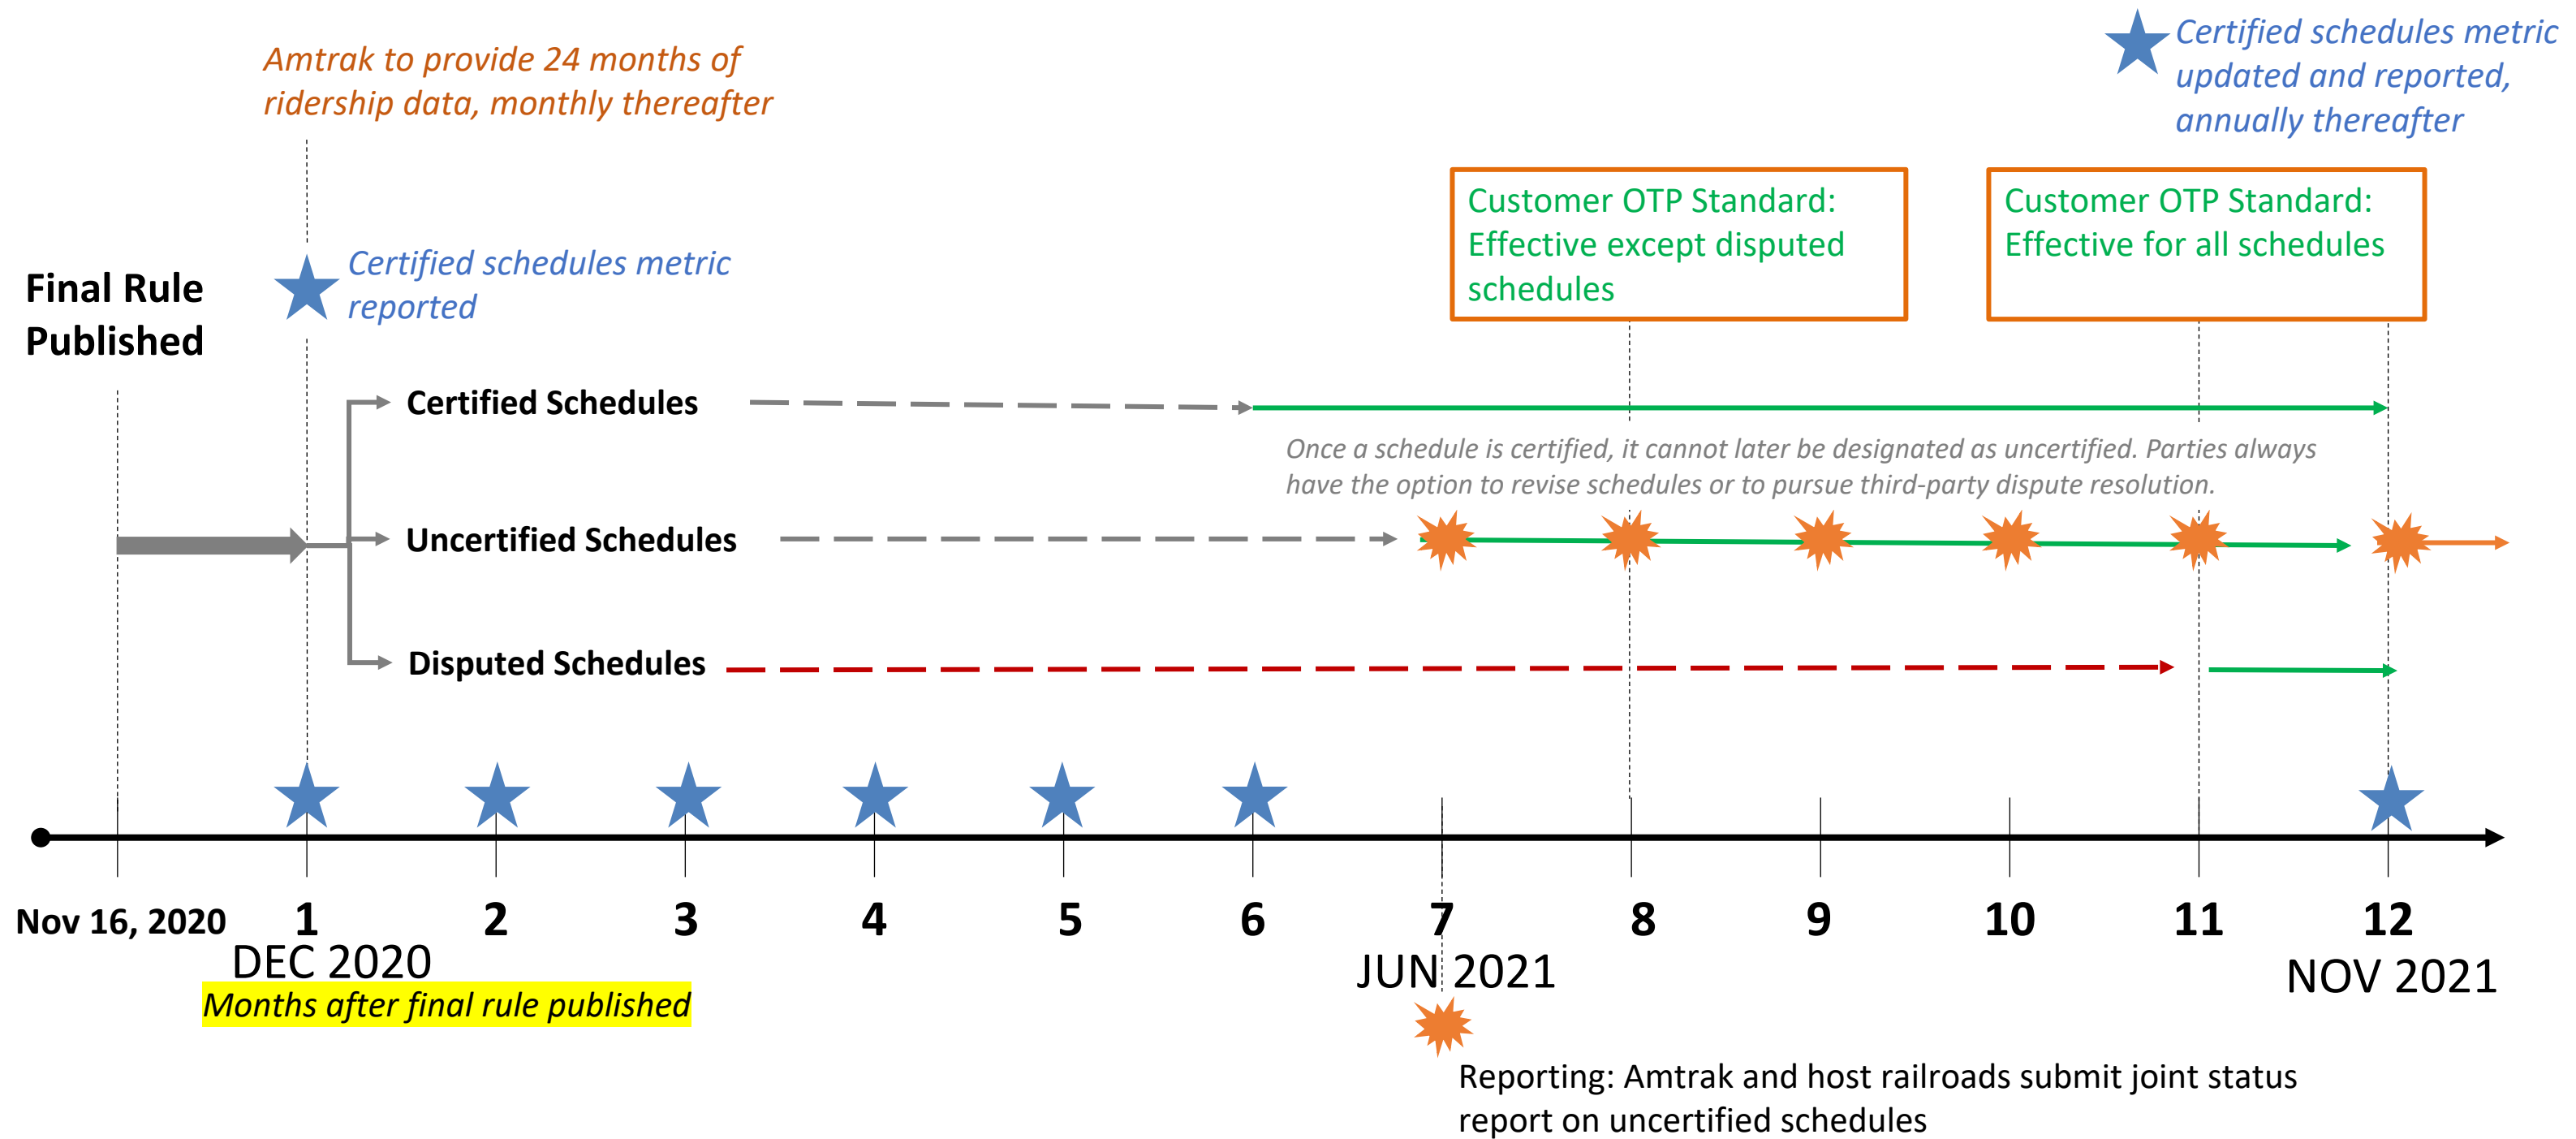 Amtrak to provide 24 months of
ridership data, monthly thereafter
Certified schedules metric
updated and reported,
annually thereafter
Customer OTP Standard:
Effective except disputed
schedules
Customer OTP Standard:
Effective for all schedules
Final Rule
Published
Certified schedules metric
reported
Certified Schedules
Once a schedule is certified, it cannot later be designated as uncertified. Parties always
have the option to revise schedules or to pursue third-party dispute resolution.
Uncertified Schedules
Disputed Schedules
Nov 16, 2020
1
2
3
4
5
6
7
8
9
10
11
12
DEC 2020
JUN 2021
NOV 2021
Months after final rule published
Reporting: Amtrak and host railroads submit joint status
report on uncertified schedules